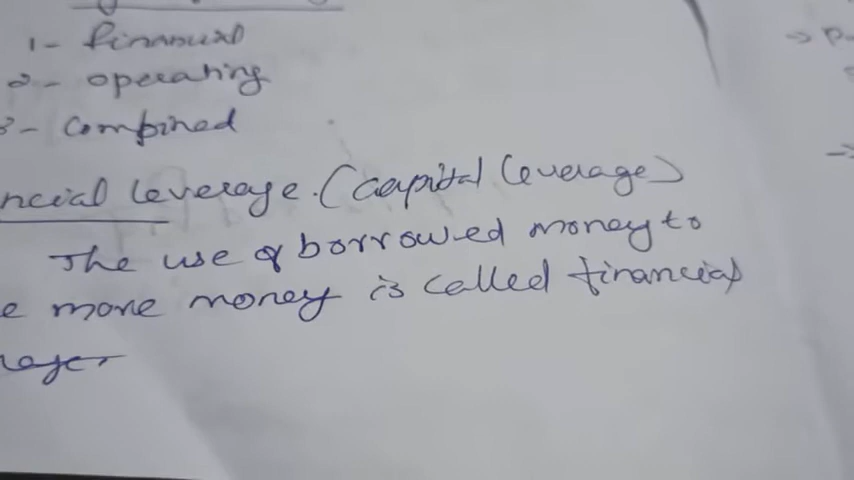 1- financial
2- operating
3- Combined
ncial leverage. (Capital leverage)
The use of borrowed money to
e more money is called financial